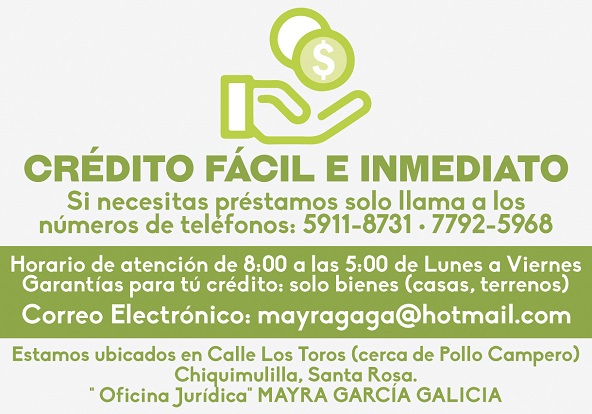 $
CRÉDITO FÁCIL E INMEDIATO
Si necesitas préstamos solo llama a los
números de teléfonos: 5911-8731 • 7792-5968
Horario de atención de 8:00 a las 5:00 de Lunes a Viernes
Garantías para tú crédito: solo bienes (casas, terrenos)
Correo Electrónico: mayragaga@hotmail.com
Estamos ubicados en Calle Los Toros (cerca de Pollo Campero)
Chiquimulilla, Santa Rosa.
" Oficina Jurídica" MAYRA GARCÍA GALICIA